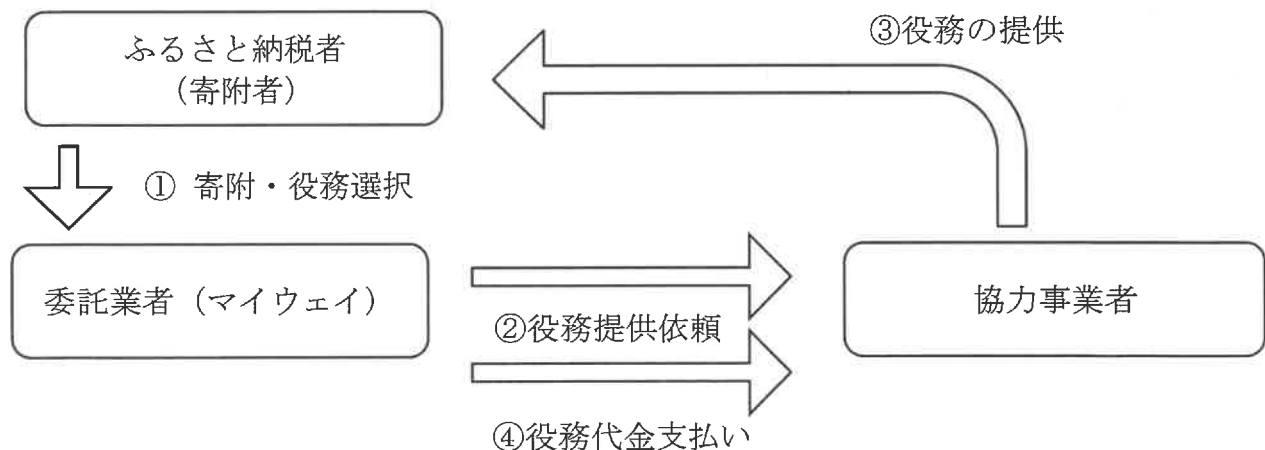 ふるさと納税者
(寄附者)
③役務の提供
① 寄附・役務選択
委託業者(マイウェイ)
②役務提供依頼
④役務代金支払い
協力事業者